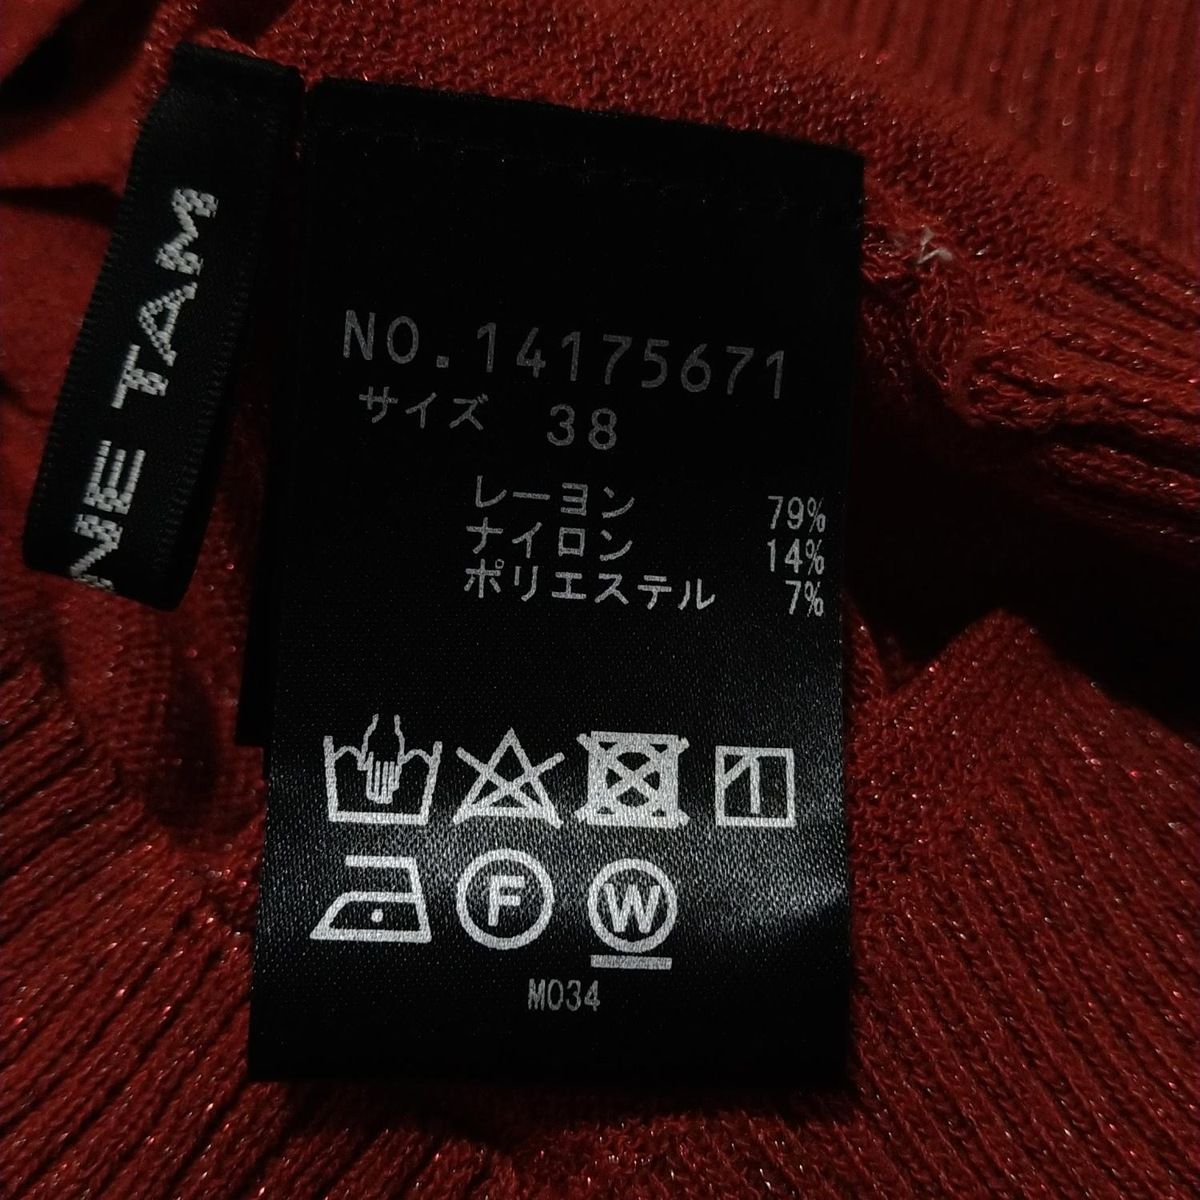 NE TAM
NO.14175671
サイズ 38
レーヨン 79%
ナイロン 14%
ポリエステル 7%
1
F
W
M034